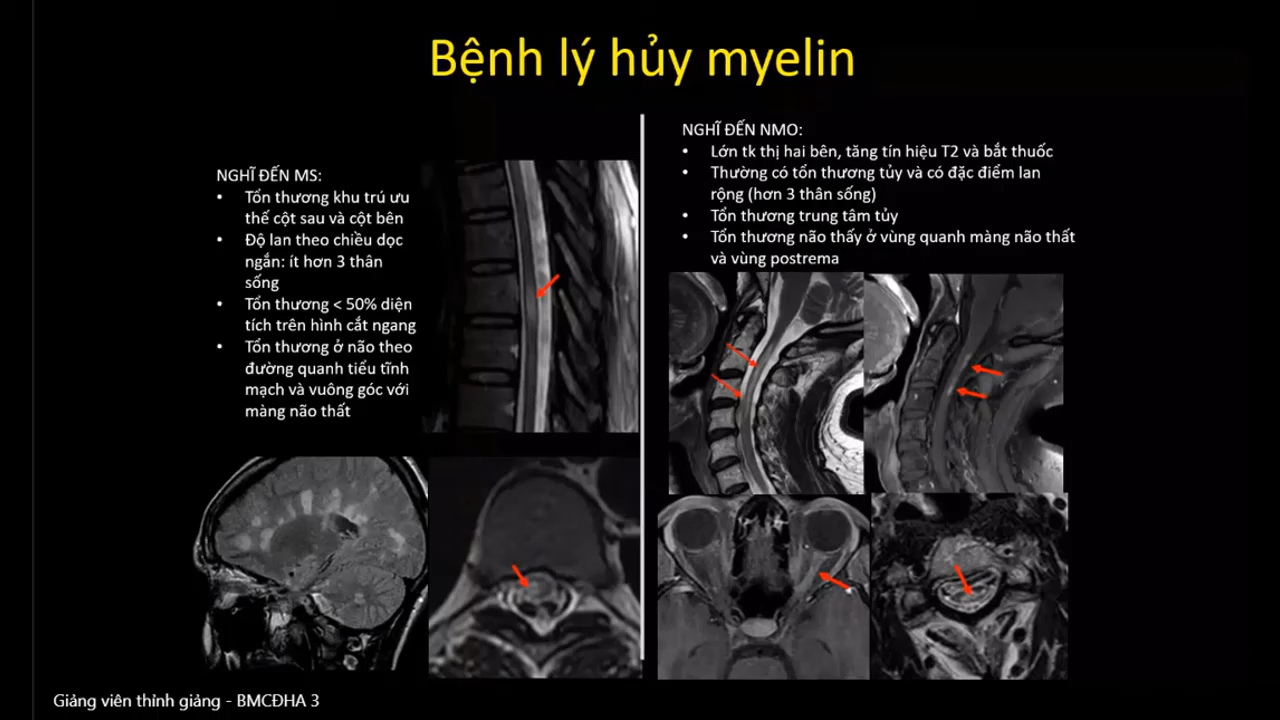 Bệnh lý hủy myelin
NGHĨ ĐẾN MS:
• Tổn thương khu trú ưu
thế cột sau và cột bên
• Độ lan theo chiều dọc
ngắn: ít hơn 3 thân
sống
• Tổn thương < 50% diện
tích trên hình cắt ngang
• Tổn thương ở não theo
đường quanh tiểu tĩnh
mạch và vuông góc với
màng não thất
NGHĨ ĐẾN NMO:
• Lớn tk thị hai bên, tăng tín hiệu T2 và bắt thuốc
• Thường có tổn thương tủy và có đặc điểm lan
rộng (hơn 3 thân sống)
• Tổn thương trung tâm tủy
• Tổn thương não thấy ở vùng quanh màng não thất
và vùng postrema
Giảng viên thỉnh giảng - BMCĐHA 3